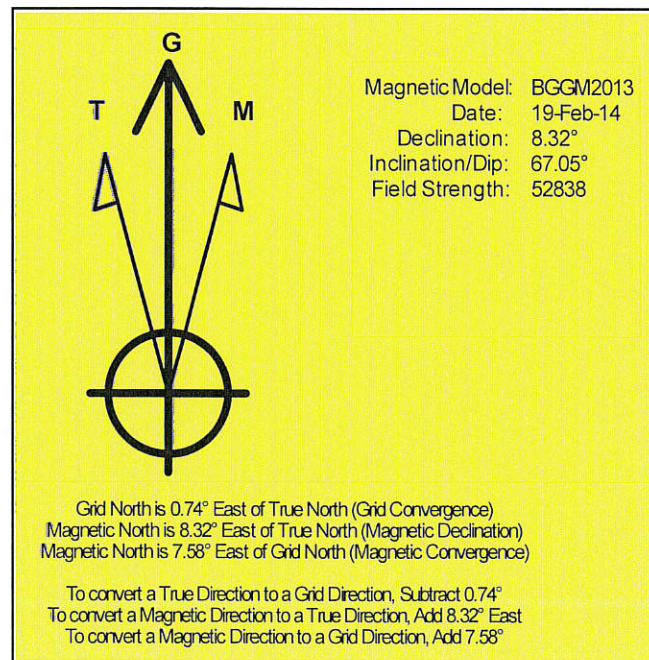 G
T
M
Magnetic Model: BGGM2013
Date: 19-Feb-14
Declination: 8.32°
Inclination/Dip: 67.05°
Field Strength: 52838
Grid North is 0.74° East of True North (Grid Convergence)
Magnetic North is 8.32° East of True North (Magnetic Declination)
Magnetic North is 7.58° East of Grid North (Magnetic Convergence)
To convert a True Direction to a Grid Direction, Subtract 0.74°
To convert a Magnetic Direction to a True Direction, Add 8.32° East
To convert a Magnetic Direction to a Grid Direction, Add 7.58°